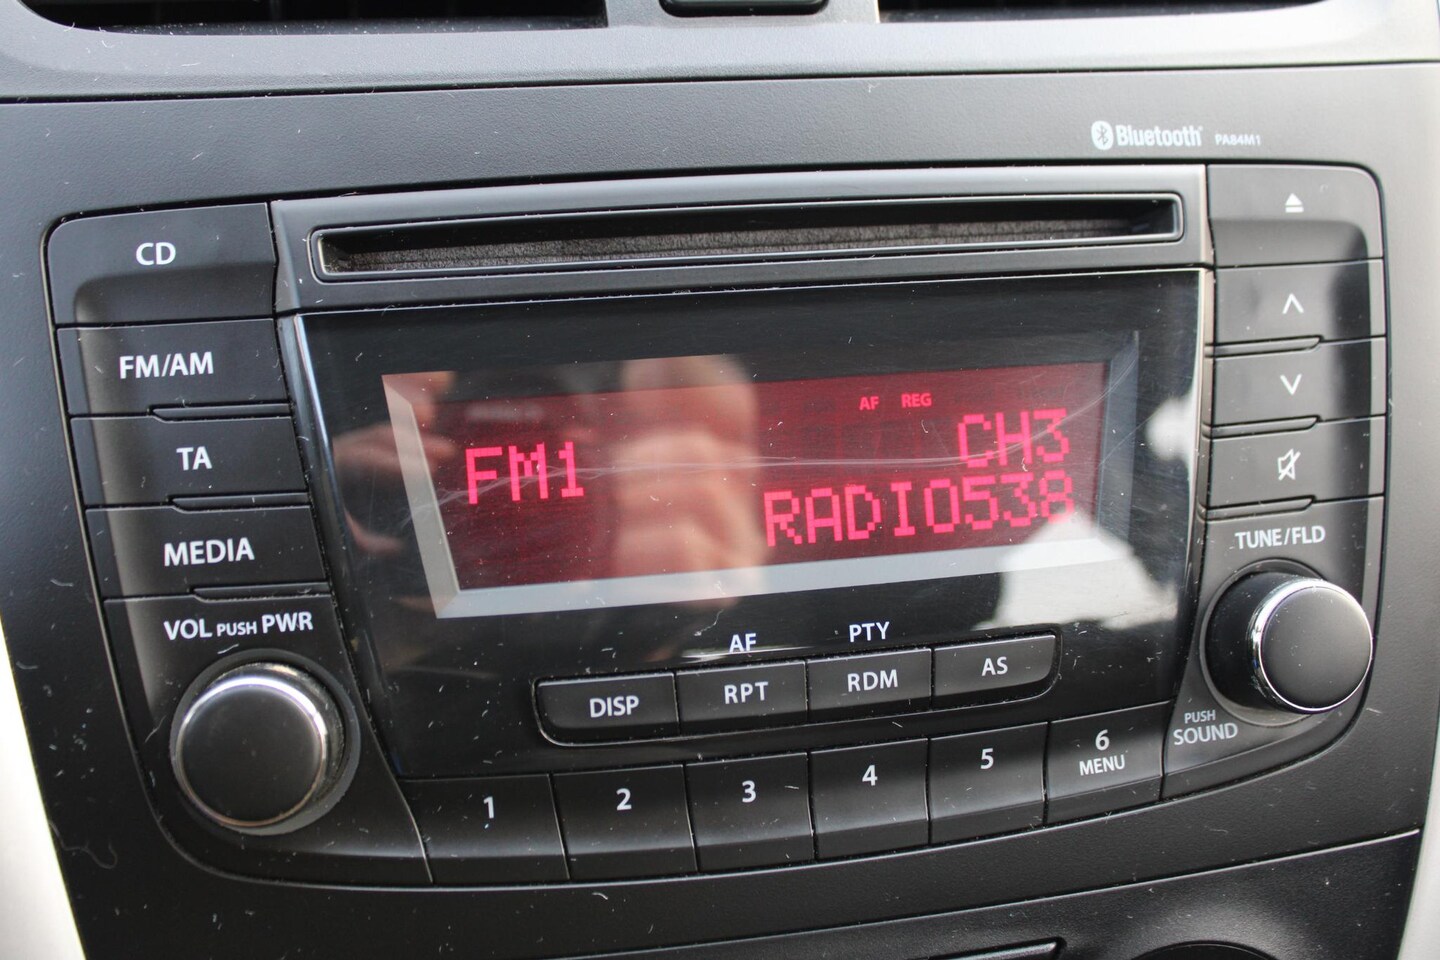 Bluetooth PA84M1
CD
FM/AM
TA
MEDIA
VOL PUSH PWR
AF REG
FM1 CH3
RADIO538
TUNE/FLD
AF PTY
DISP RPT RDM AS
PUSH
SOUND
1 2 3 4 5 6
MENU